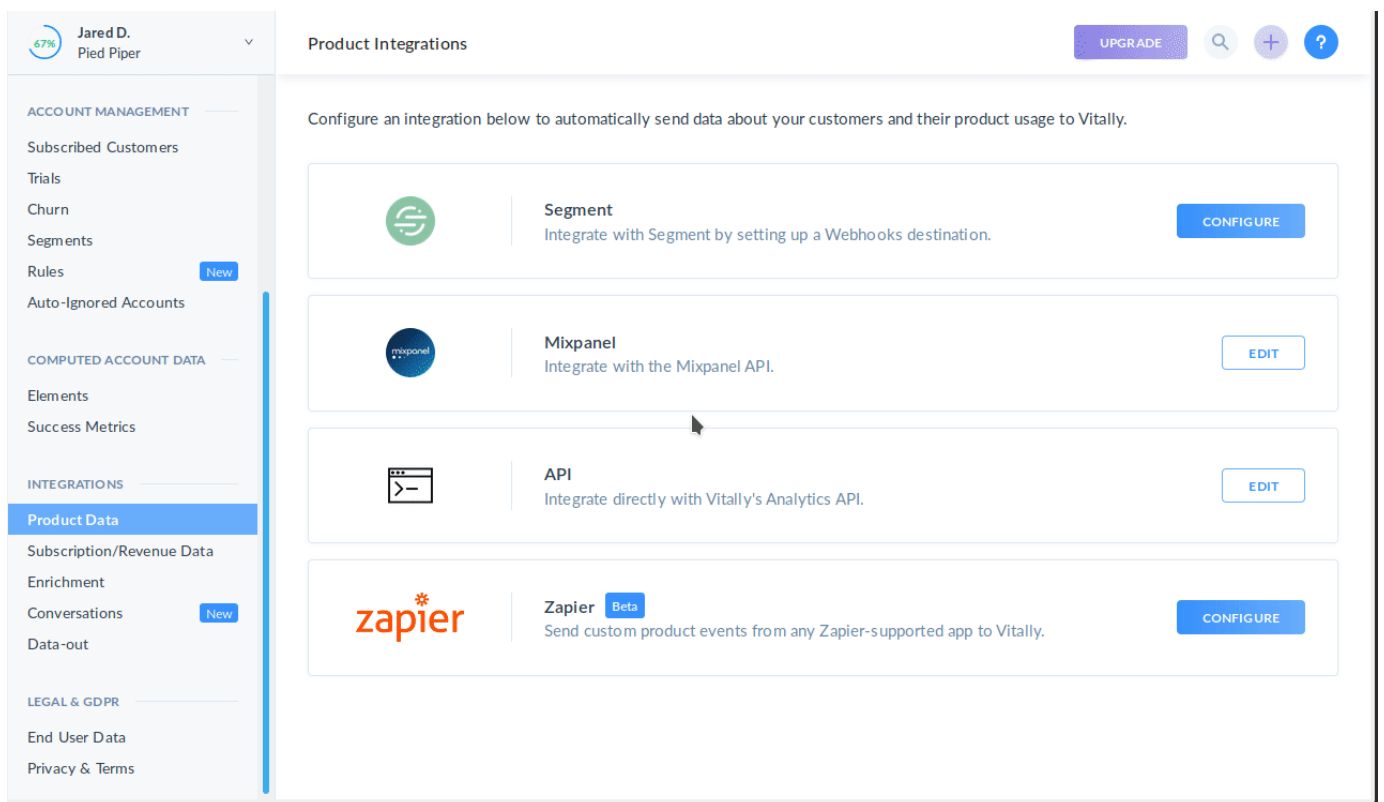 67%
Jared D.
Pied Piper
ACCOUNT MANAGEMENT
Subscribed Customers
Trials
Churn
Segments
Rules New
Auto-Ignored Accounts
COMPUTED ACCOUNT DATA
Elements
Success Metrics
INTEGRATIONS
Product Data
Subscription/Revenue Data
Enrichment
Conversations New
Data-out
LEGAL & GDPR
End User Data
Privacy & Terms
Product Integrations
UPGRADE
+
?
Configure an integration below to automatically send data about your customers and their product usage to Vitally.
Segment
Integrate with Segment by setting up a Webhooks destination.
CONFIGURE
mixpanel
Mixpanel
Integrate with the Mixpanel API.
EDIT
API
Integrate directly with Vitally's Analytics API.
EDIT
zapier
Zapier Beta
Send custom product events from any Zapier-supported app to Vitally.
CONFIGURE